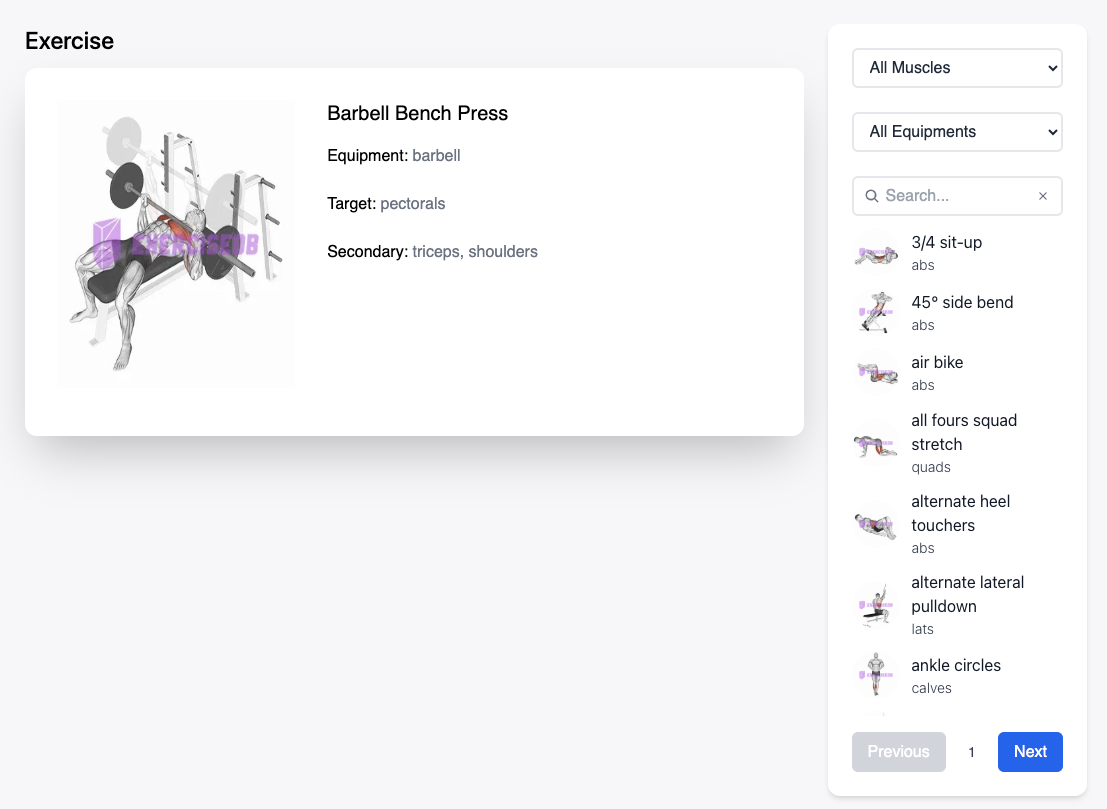 Exercise
EXERCISEDB
Barbell Bench Press
Equipment: barbell
Target: pectorals
Secondary: triceps, shoulders
All Muscles
All Equipments
Search...
3/4 sit-up
abs
45° side bend
abs
air bike
abs
all fours squad
stretch
quads
alternate heel
touchers
abs
alternate lateral
pulldown
lats
ankle circles
calves
Previous
1
Next